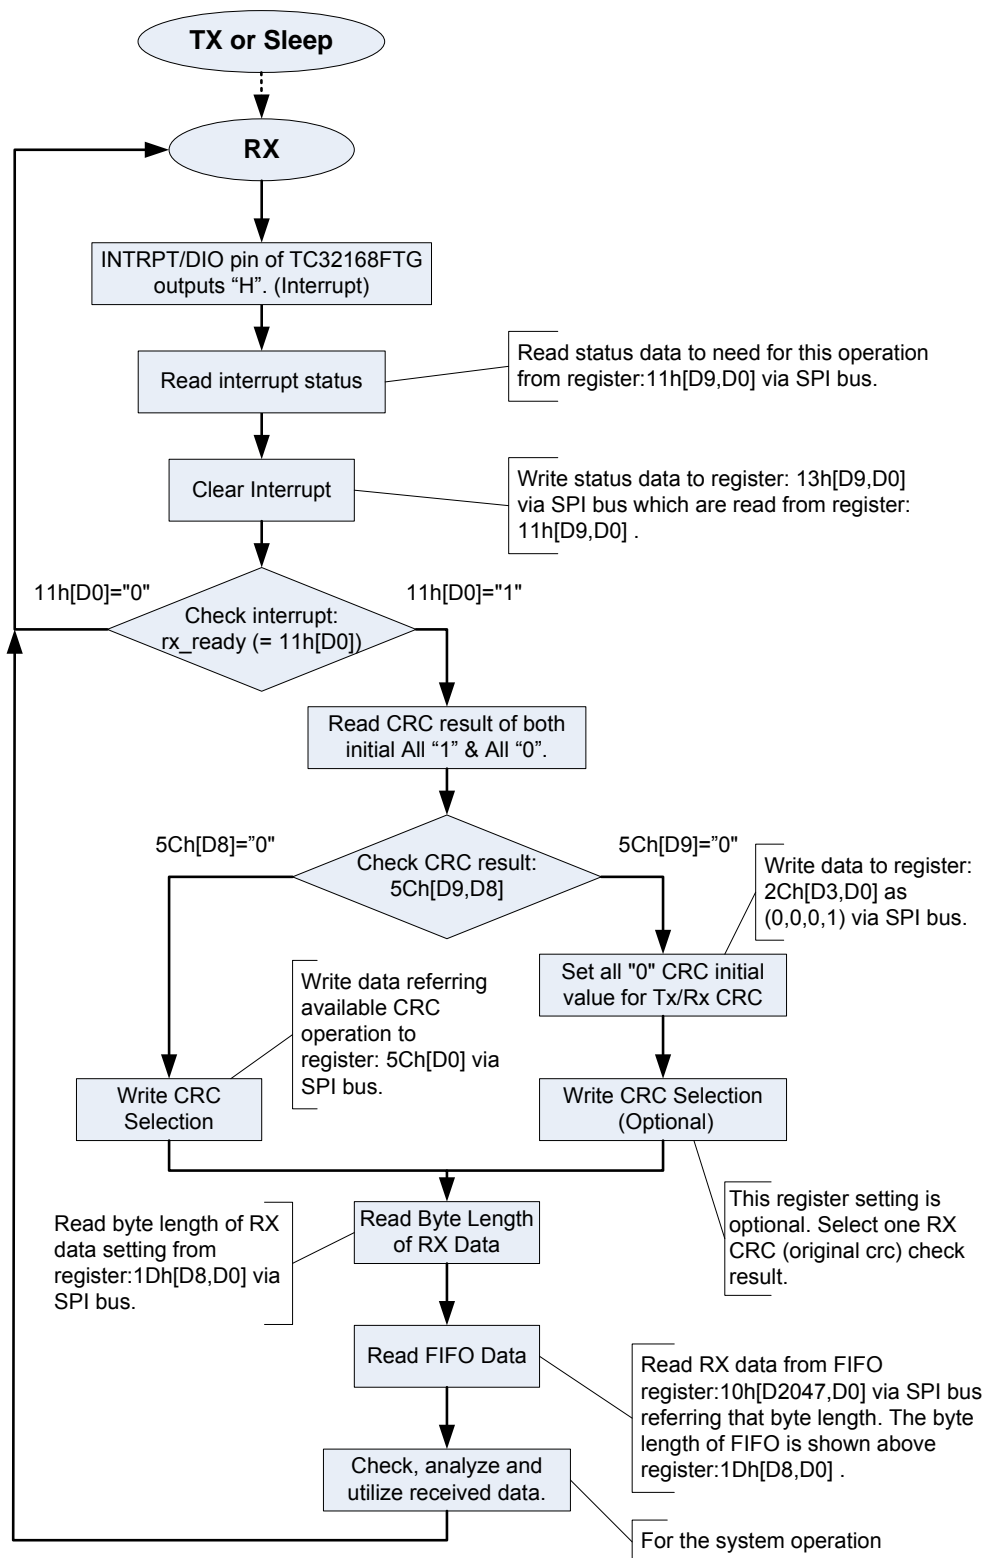 TX or Sleep
RX
INTRPT/DIO pin of TC32168FTG
outputs “H”. (Interrupt)
Read interrupt status
Read status data to need for this operation
from register:11h[D9,D0] via SPI bus.
Clear Interrupt
Write status data to register: 13h[D9,D0]
via SPI bus which are read from register:
11h[D9,D0] .
11h[D0]="0"
11h[D0]="1"
Check interrupt:
rx_ready (= 11h[D0])
Read CRC result of both
initial All “1” & All “0”.
5Ch[D8]=”0"
5Ch[D9]=”0"
Check CRC result:
5Ch[D9,D8]
Write data to register:
2Ch[D3,D0] as
(0,0,0,1) via SPI bus.
Set all "0" CRC initial
value for Tx/Rx CRC
Write data referring
available CRC
operation to
register: 5Ch[D0] via
SPI bus.
Write CRC
Selection
Write CRC Selection
(Optional)
This register setting is
optional. Select one RX
CRC (original crc) check
result.
Read byte length of RX
data setting from
register:1Dh[D8,D0] via
SPI bus.
Read Byte Length
of RX Data
Read FIFO Data
Read RX data from FIFO
register:10h[D2047,D0] via SPI bus
referring that byte length. The byte
length of FIFO is shown above
register:1Dh[D8,D0] .
Check, analyze and
utilize received data.
For the system operation